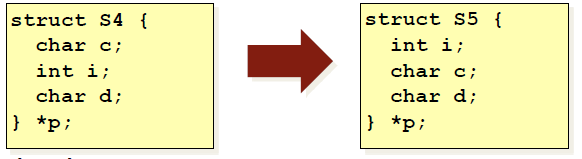 struct S4 {
  char c;
  int i;
  char d;
} *p;
struct S5 {
  int i;
  char c;
  char d;
} *p;